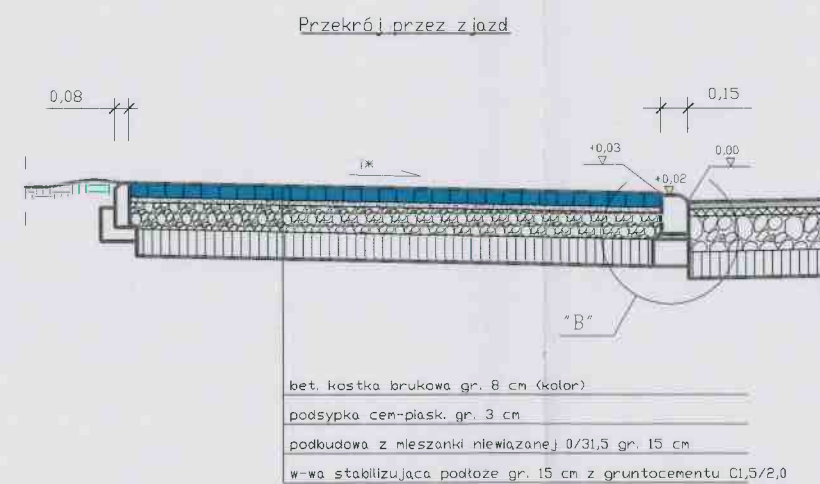 Przekrój przez zjazd
0,08
0,15
+0,03
0,00
i*
+0,02
"B"
bet. kostka brukowa gr. 8 cm (kolor)
podsypka cem-piask. gr. 3 cm
podbudowa z mieszanki niewiązanej 0/31,5 gr. 15 cm
w-wa stabilizująca podłoże gr. 15 cm z gruntocementu C1,5/2,0